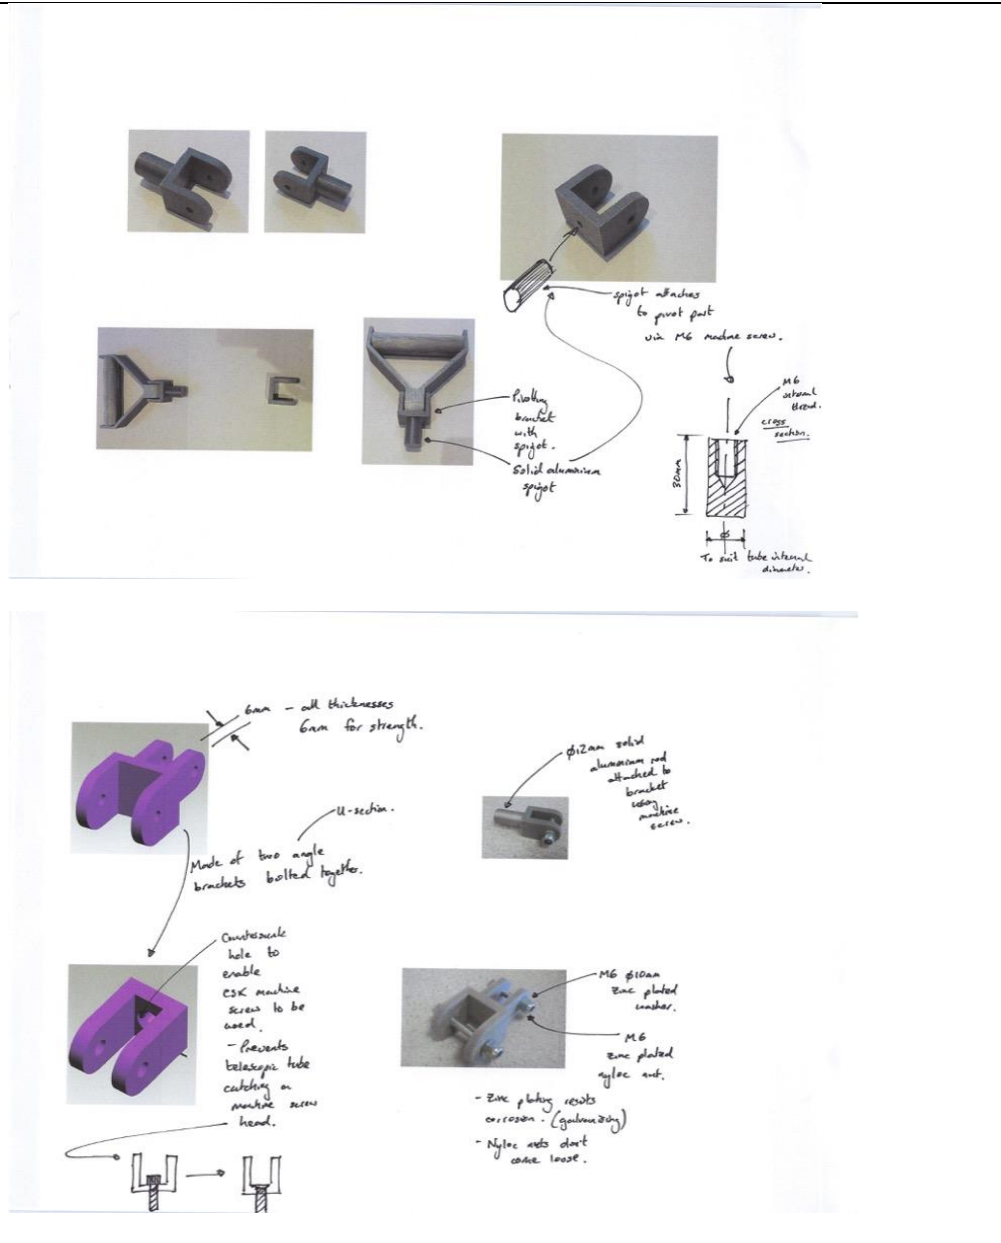 spigot attaches
to pivot part
via M6 machine screw.
M6
internal
thread.
cross
section.
Pivoting
bracket
with
spigot.
Solid aluminium
spigot
30mm
ø
To suit tube internal
diameter.
6mm - all thicknesses
6mm for strength.
ø12mm solid
aluminium rod
attached to
bracket
using
machine
screw.
U-section.
Made of two angle
brackets bolted together.
Countersunk
hole to
enable
CSK machine
screw to be
used.
- Prevents
telescopic tube
catching on
machine screw
head.
M6 ø10mm
zinc plated
washer.
M6
zinc plated
nyloc nut.
- Zinc plating resists
corrosion. (galvanising)
- Nyloc nuts don't
come loose.